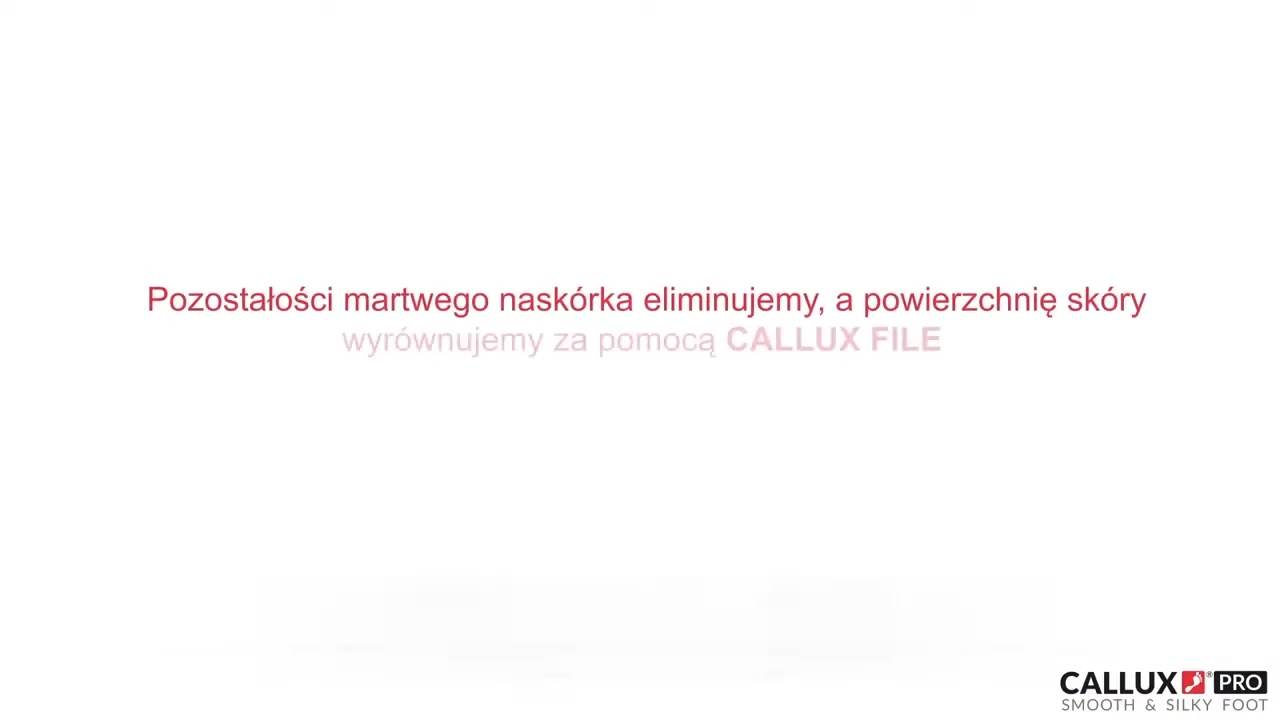 Pozostałości martwego naskórka eliminujemy, a powierzchnię skóry
wyrównujemy za pomocą CALLUX FILE
CALLUX® PRO
SMOOTH & SILKY FOOT